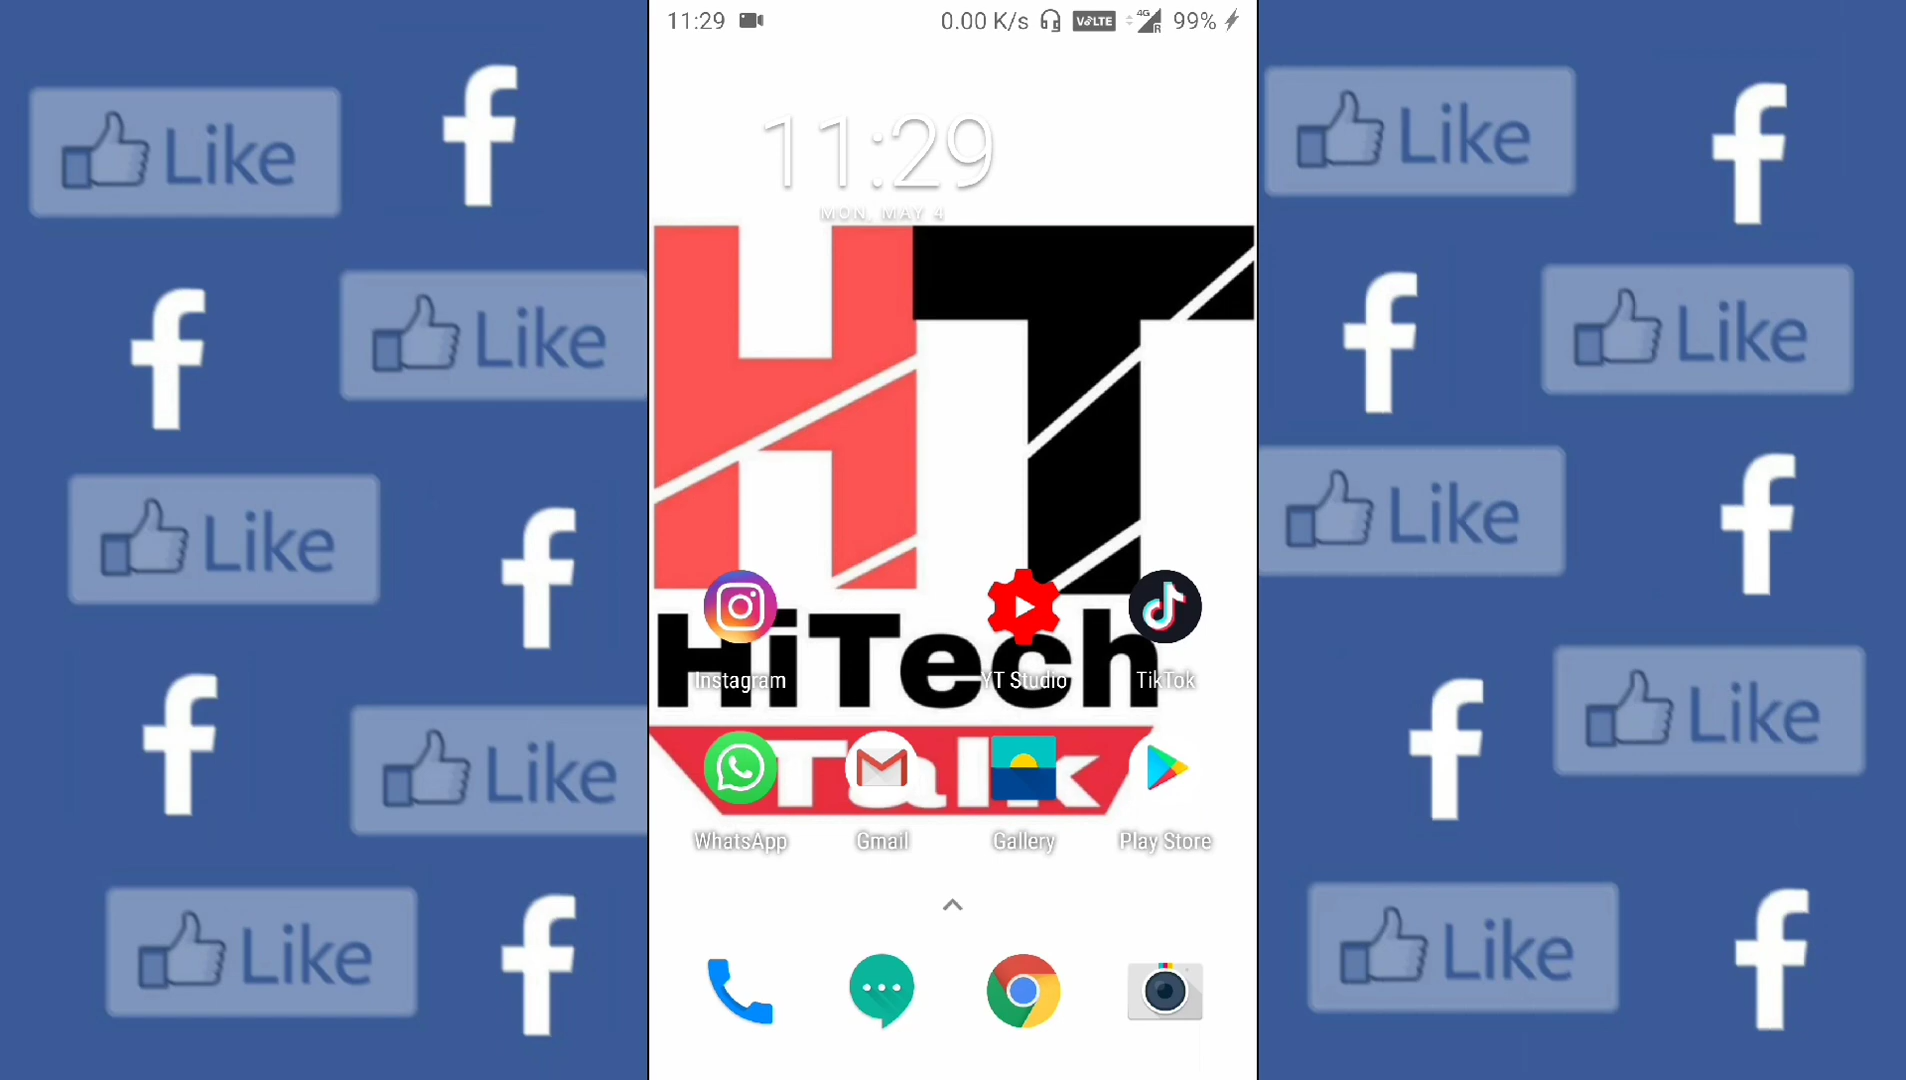 11:29 0.00 K/s VoLTE 4G R 99%
11:29
MON, MAY 4
HT
HiTech
Talk
Instagram YT Studio TikTok
WhatsApp Gmail Gallery Play Store
Like f
f Like
Like f
f Like
Like f
Like f
f Like
Like f
f Like
Like f